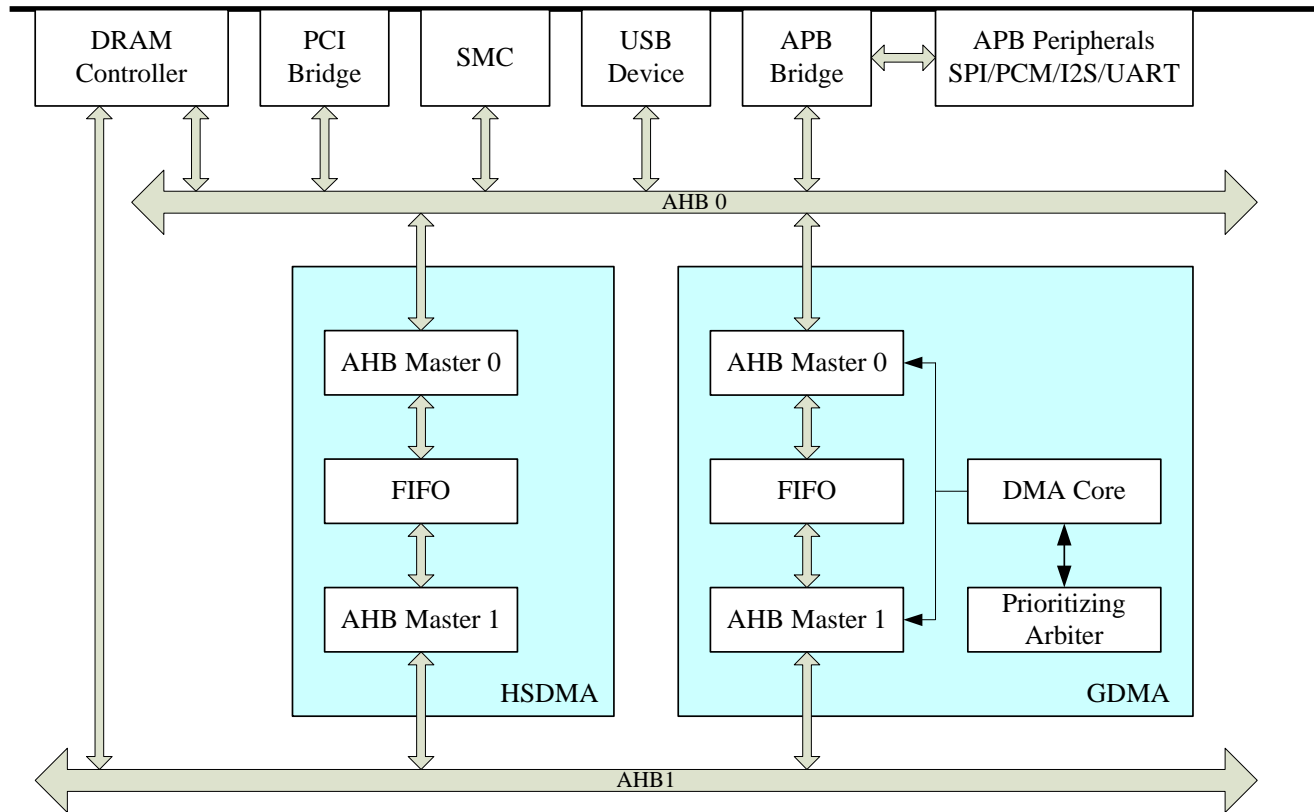 DRAM
Controller
PCI
Bridge
SMC
USB
Device
APB
Bridge
APB Peripherals
SPI/PCM/I2S/UART
AHB 0
AHB Master 0
FIFO
AHB Master 1
HSDMA
AHB Master 0
FIFO
AHB Master 1
DMA Core
Prioritizing
Arbiter
GDMA
AHB1